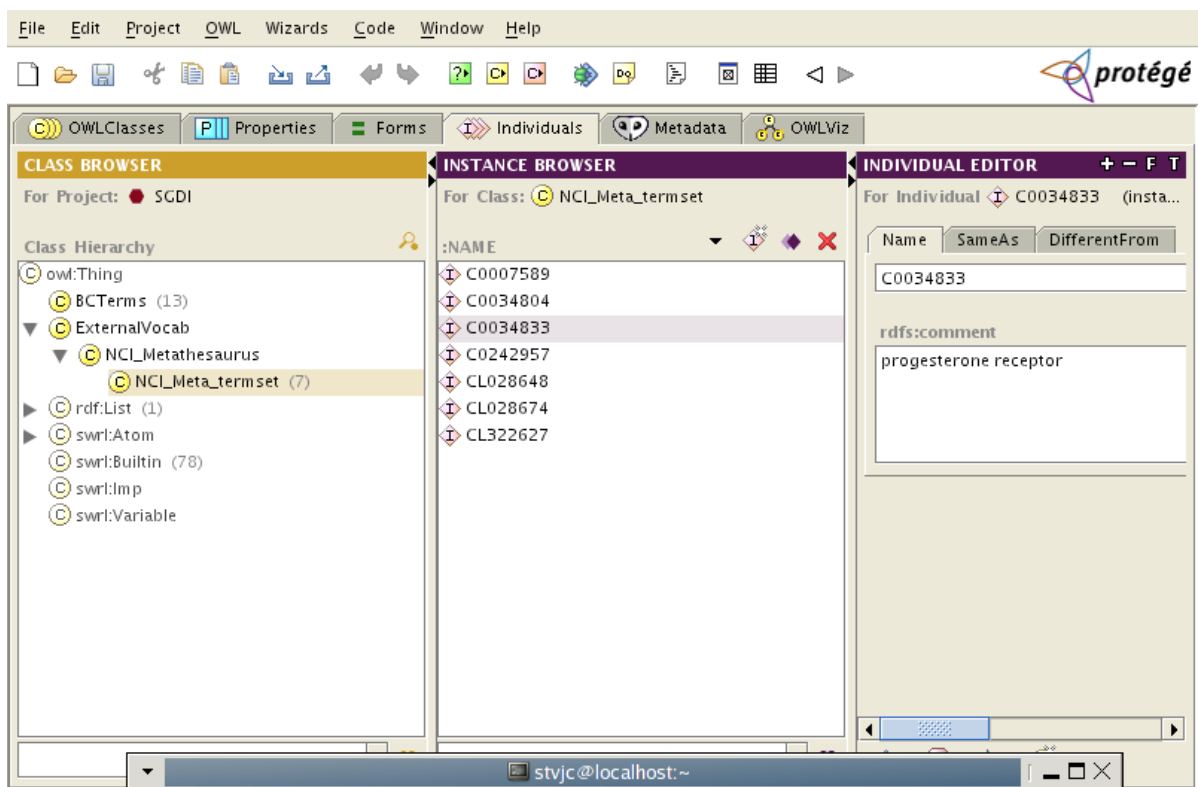 File Edit Project OWL Wizards Code Window Help
protégé
OWLClasses Properties Forms Individuals Metadata OWLViz
CLASS BROWSER
For Project: SGDI
Class Hierarchy
owl:Thing
BCTerms (13)
ExternalVocab
NCI_Metathesaurus
NCI_Meta_termset (7)
rdf:List (1)
swrl:Atom
swrl:Builtin (78)
swrl:Imp
swrl:Variable
INSTANCE BROWSER
For Class: NCI_Meta_termset
:NAME
C0007589
C0034804
C0034833
C0242957
CL028648
CL028674
CL322627
INDIVIDUAL EDITOR + − F T
For Individual C0034833 (insta...
Name SameAs DifferentFrom
C0034833
rdfs:comment
progesterone receptor
stvjc@localhost:~